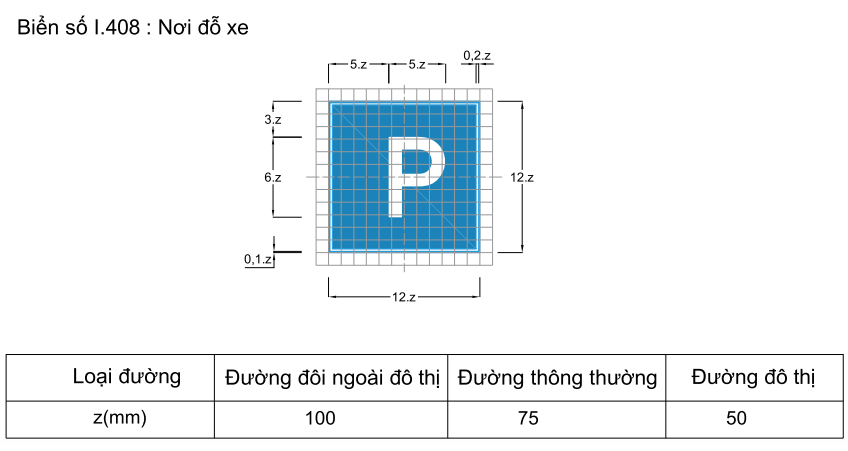 Biển số I.408 : Nơi đỗ xe
0,2.z
5.z 5.z
3.z
P
6.z
12.z
0,1.z
12.z
Loại đường Đường đôi ngoài đô thị Đường thông thường Đường đô thị
z(mm) 100 75 50